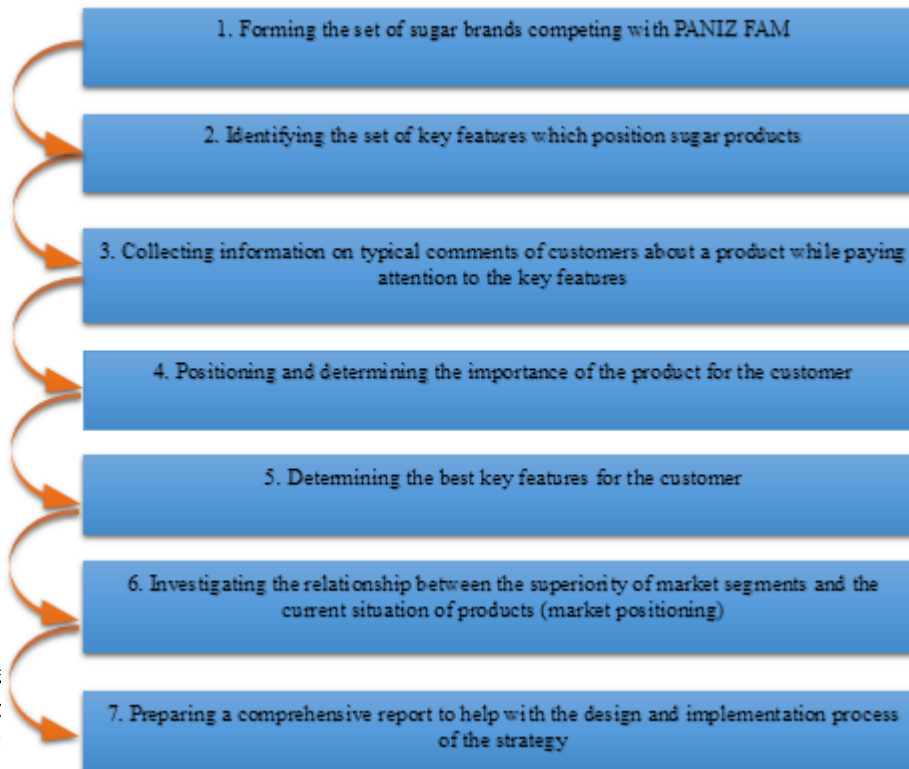 1. Forming the set of sugar brands competing with PANIZ FAM
2. Identifying the set of key features which position sugar products
3. Collecting information on typical comments of customers about a product while paying
attention to the key features
4. Positioning and determining the importance of the product for the customer
5. Determining the best key features for the customer
6. Investigating the relationship between the superiority of market segments and the
current situation of products (market positioning)
7. Preparing a comprehensive report to help with the design and implementation process
of the strategy